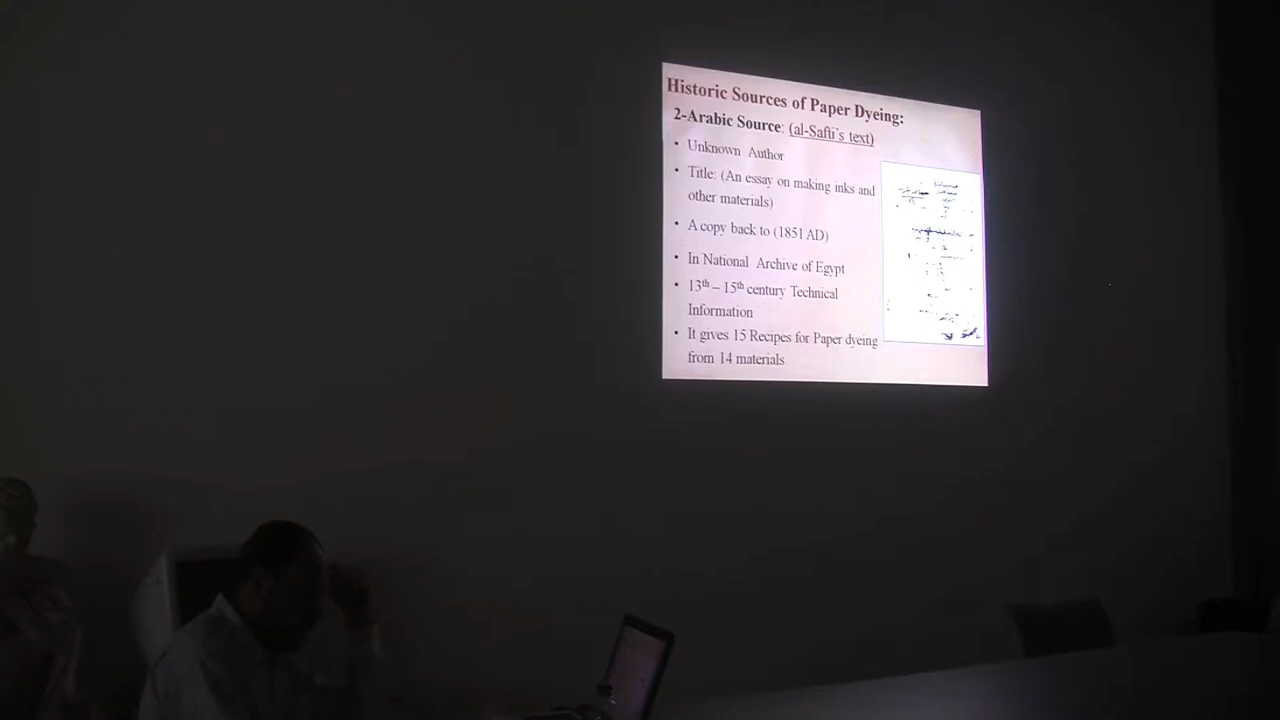 Historic Sources of Paper Dyeing:
2-Arabic Source: (al-Safti's text)
• Unknown Author
• Title: (An essay on making inks and
other materials)
• A copy back to (1851 AD)
• In National Archive of Egypt
• 13th – 15th century Technical
Information
• It gives 15 Recipes for Paper dyeing
from 14 materials